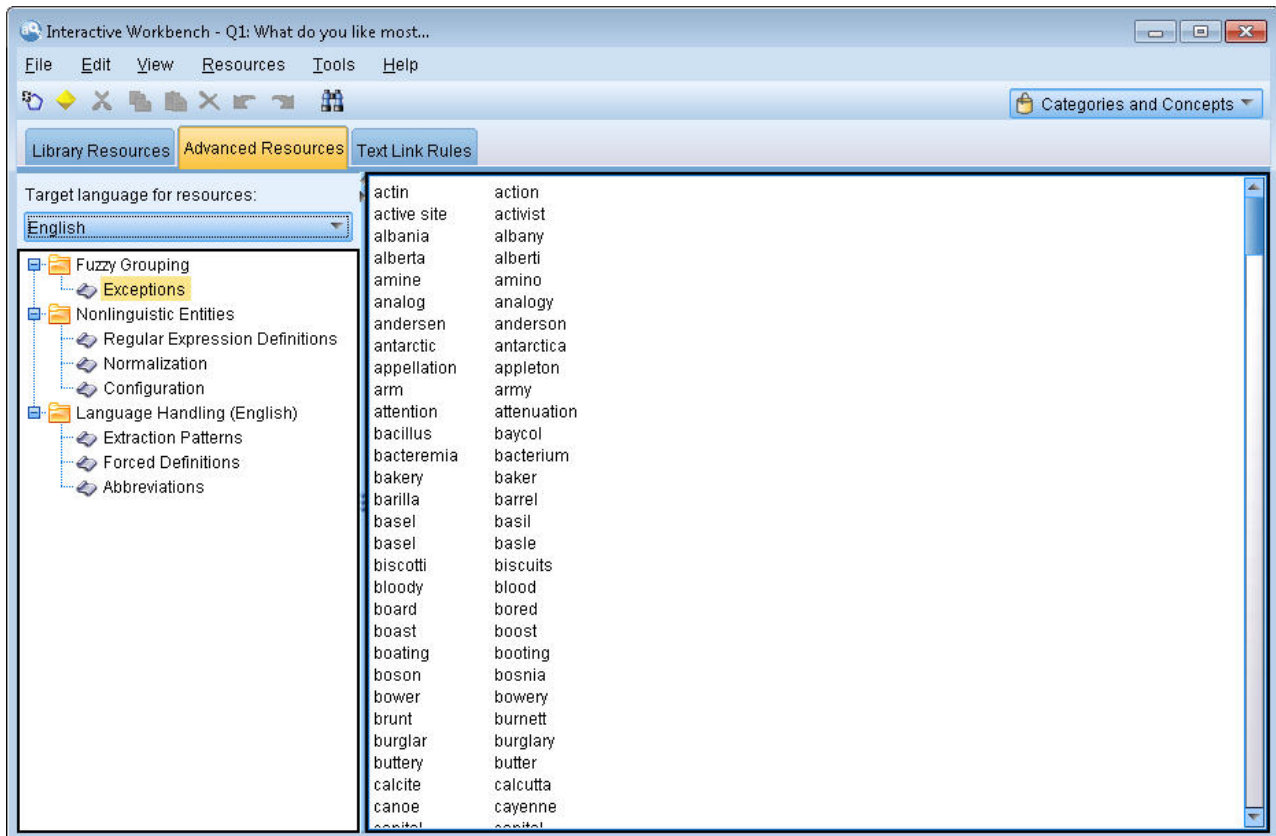 Interactive Workbench - Q1: What do you like most...
File Edit View Resources Tools Help
Categories and Concepts
Library Resources Advanced Resources Text Link Rules
Target language for resources:
English
Fuzzy Grouping
Exceptions
Nonlinguistic Entities
Regular Expression Definitions
Normalization
Configuration
Language Handling (English)
Extraction Patterns
Forced Definitions
Abbreviations
actin action
active site activist
albania albany
alberta alberti
amine amino
analog analogy
andersen anderson
antarctic antarctica
appellation appleton
arm army
attention attenuation
bacillus baycol
bacteremia bacterium
bakery baker
barilla barrel
basel basil
basel basle
biscotti biscuits
bloody blood
board bored
boast boost
boating booting
boson bosnia
bower bowery
brunt burnett
burglar burglary
buttery butter
calcite calcutta
canoe cayenne